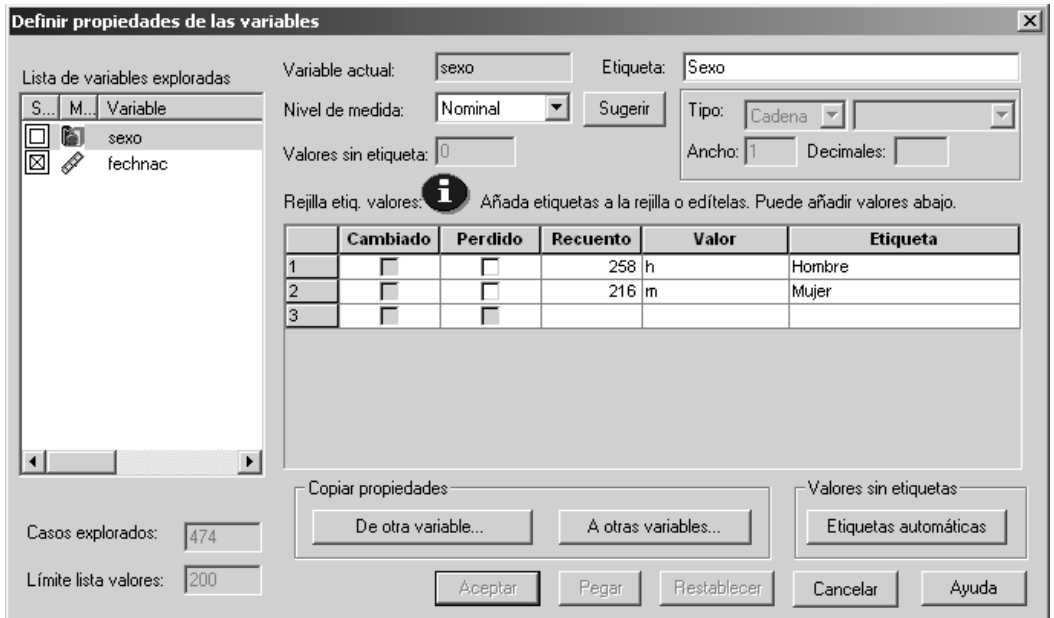 Definir propiedades de las variables
Lista de variables exploradas
S... M... Variable
sexo
fechnac
Casos explorados: 474
Límite lista valores: 200
Variable actual: sexo Etiqueta: Sexo
Nivel de medida: Nominal Sugerir
Tipo: Cadena
Valores sin etiqueta: 0
Ancho: 1 Decimales:
Rejilla etiq. valores: i Añada etiquetas a la rejilla o edítelas. Puede añadir valores abajo.
Cambiado Perdido Recuento Valor Etiqueta
1 258 h Hombre
2 216 m Mujer
3
Copiar propiedades
De otra variable... A otras variables...
Valores sin etiquetas
Etiquetas automáticas
Aceptar Pegar Restablecer Cancelar Ayuda